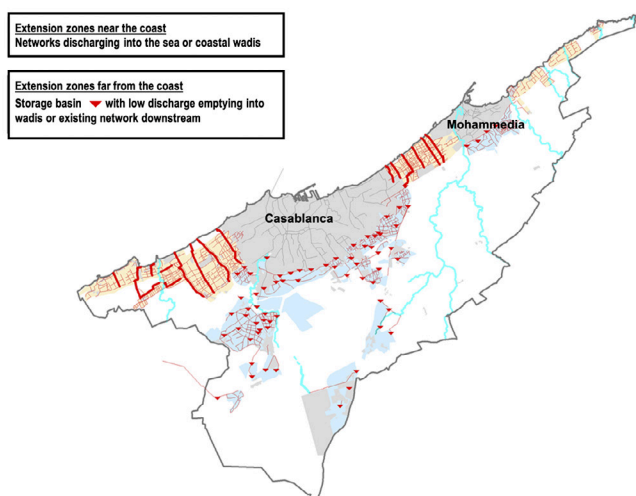 Extension zones near the coast
Networks discharging into the sea or coastal wadis
Extension zones far from the coast
Storage basin with low discharge emptying into
wadis or existing network downstream
Mohammedia
Casablanca